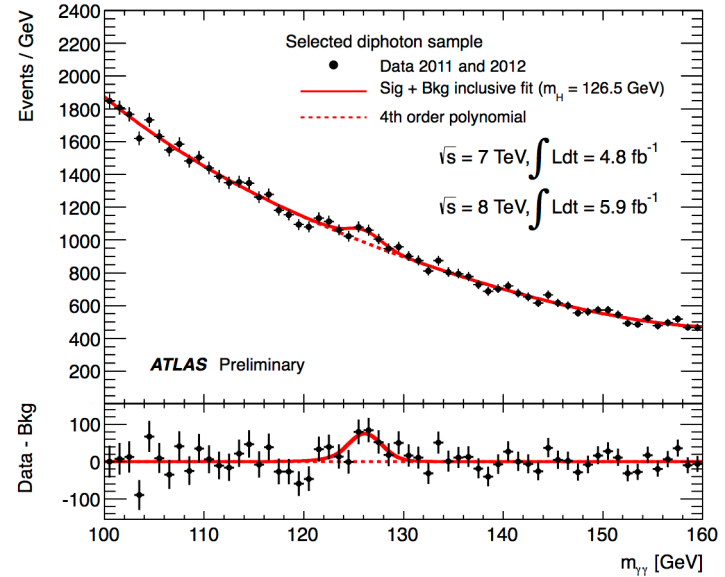 Events / GeV
2400
2200
2000
1800
1600
1400
1200
1000
800
600
400
200
Selected diphoton sample
Data 2011 and 2012
Sig + Bkg inclusive fit (m_H = 126.5 GeV)
4th order polynomial
√s = 7 TeV, ∫ Ldt = 4.8 fb⁻¹
√s = 8 TeV, ∫ Ldt = 5.9 fb⁻¹
ATLAS Preliminary
Data - Bkg
100
0
-100
100 110 120 130 140 150 160
m_γγ [GeV]